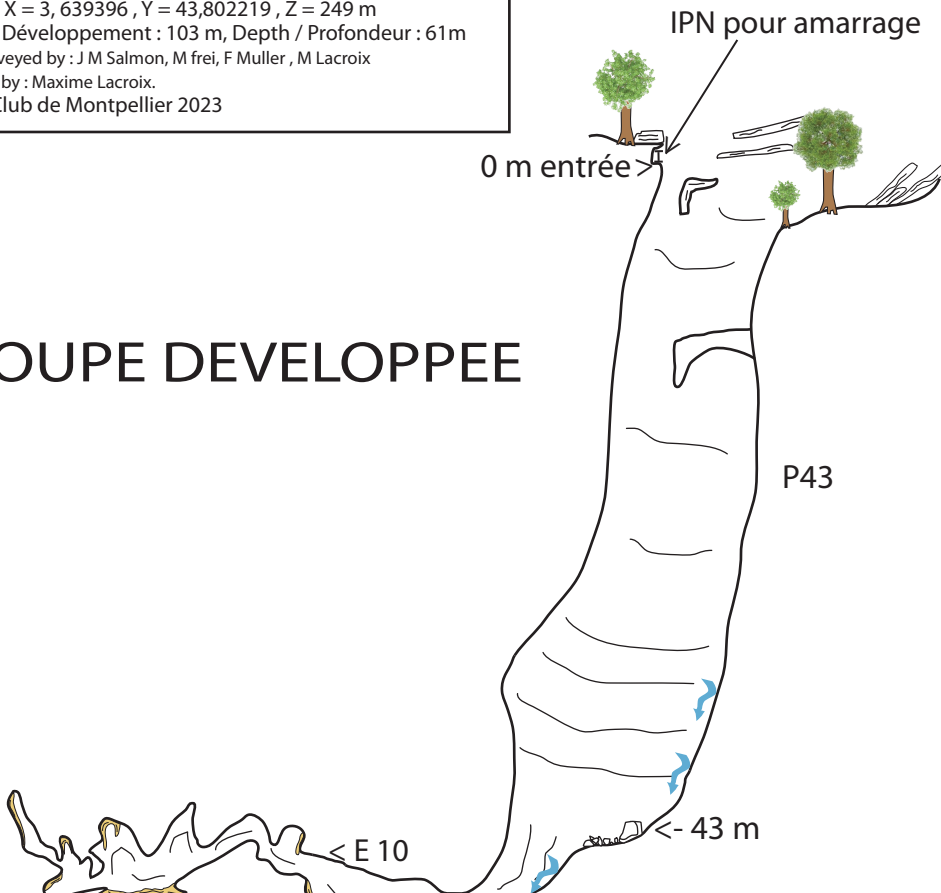 X = 3, 639396 , Y = 43,802219 , Z = 249 m
Développement : 103 m, Depth / Profondeur : 61m
veyed by : J M Salmon, M frei, F Muller , M Lacroix
by : Maxime Lacroix.
Club de Montpellier 2023
IPN pour amarrage
0 m entrée >
OUPE DEVELOPPEE
P43
<- 43 m
< E 10